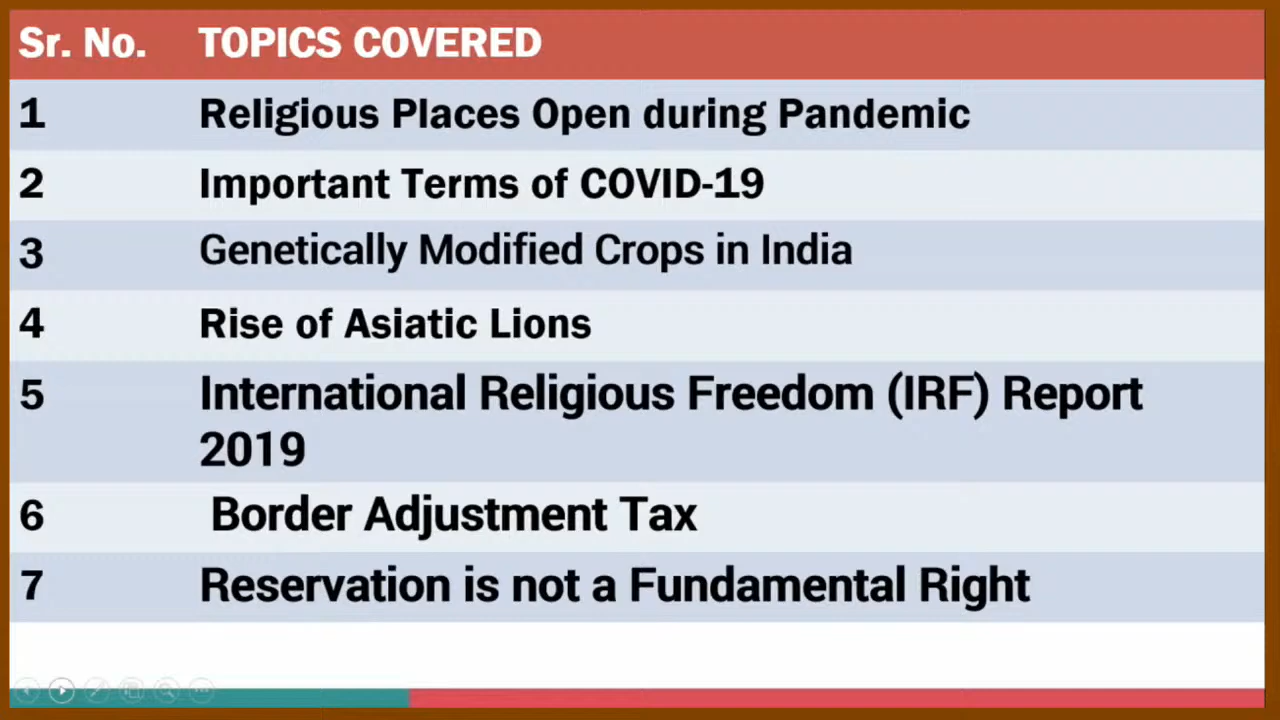 Sr. No. TOPICS COVERED
1 Religious Places Open during Pandemic
2 Important Terms of COVID-19
3 Genetically Modified Crops in India
4 Rise of Asiatic Lions
5 International Religious Freedom (IRF) Report
2019
6 Border Adjustment Tax
7 Reservation is not a Fundamental Right